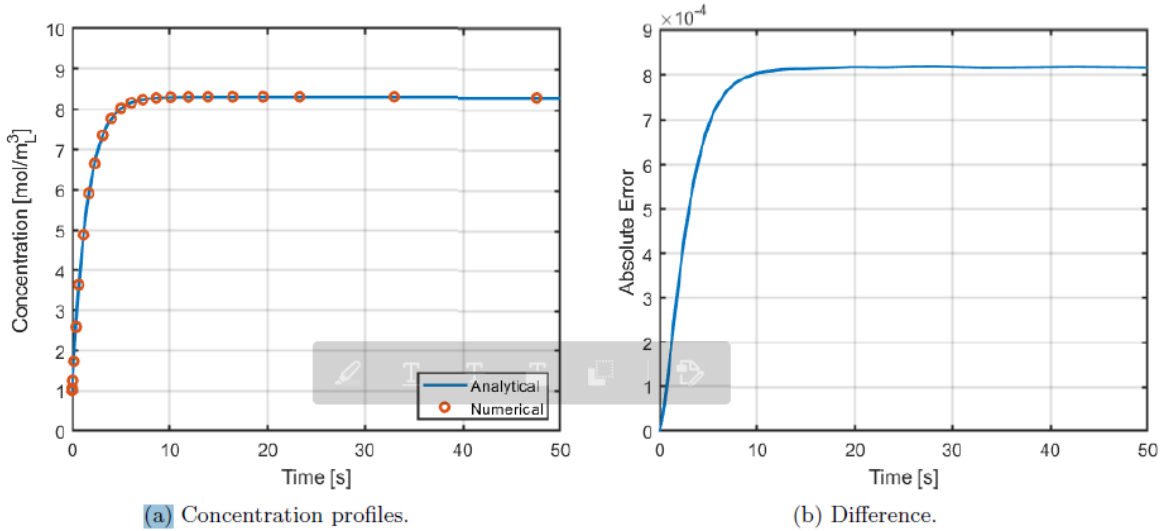 10
9
8
7
6
5
4
3
2
1
0
Concentration [mol/m³_L]
0 10 20 30 40 50
Time [s]
Analytical
Numerical
(a) Concentration profiles.
×10⁻⁴
9
8
7
6
5
4
3
2
1
0
Absolute Error
0 10 20 30 40 50
Time [s]
(b) Difference.